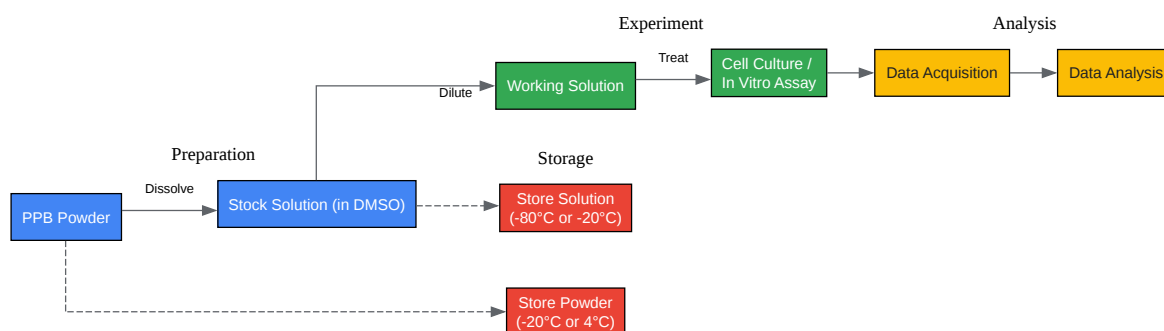 Experiment
Analysis
Treat
Cell Culture /
In Vitro Assay
Data Acquisition
Data Analysis
Working Solution
Dilute
Preparation
Storage
Dissolve
PPB Powder
Stock Solution (in DMSO)
Store Solution
(-80°C or -20°C)
Store Powder
(-20°C or 4°C)